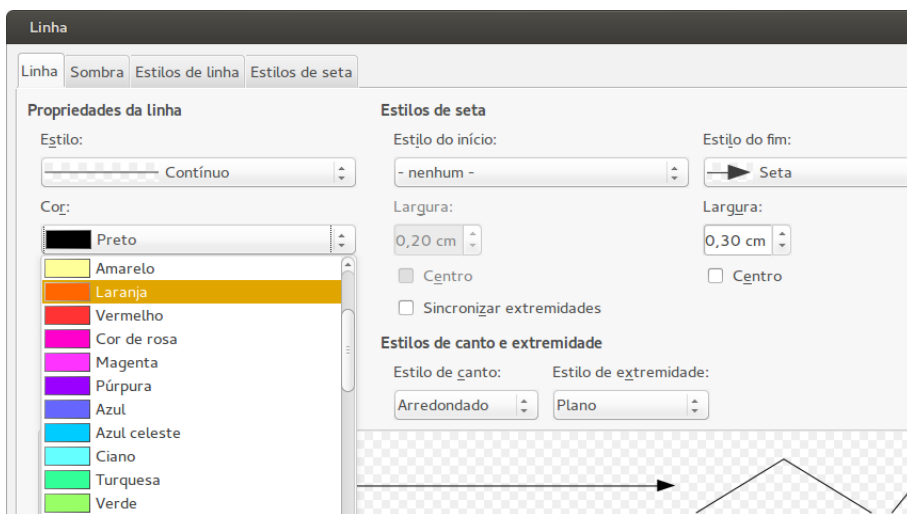 Linha
Linha Sombra Estilos de linha Estilos de seta
Propriedades da linha
Estilo:
Contínuo
Cor:
Preto
Amarelo
Laranja
Vermelho
Cor de rosa
Magenta
Púrpura
Azul
Azul celeste
Ciano
Turquesa
Verde
Estilos de seta
Estilo do início:
- nenhum -
Largura:
0,20 cm
Centro
Sincronizar extremidades
Estilo do fim:
Seta
Largura:
0,30 cm
Centro
Estilos de canto e extremidade
Estilo de canto:
Arredondado
Estilo de extremidade:
Plano